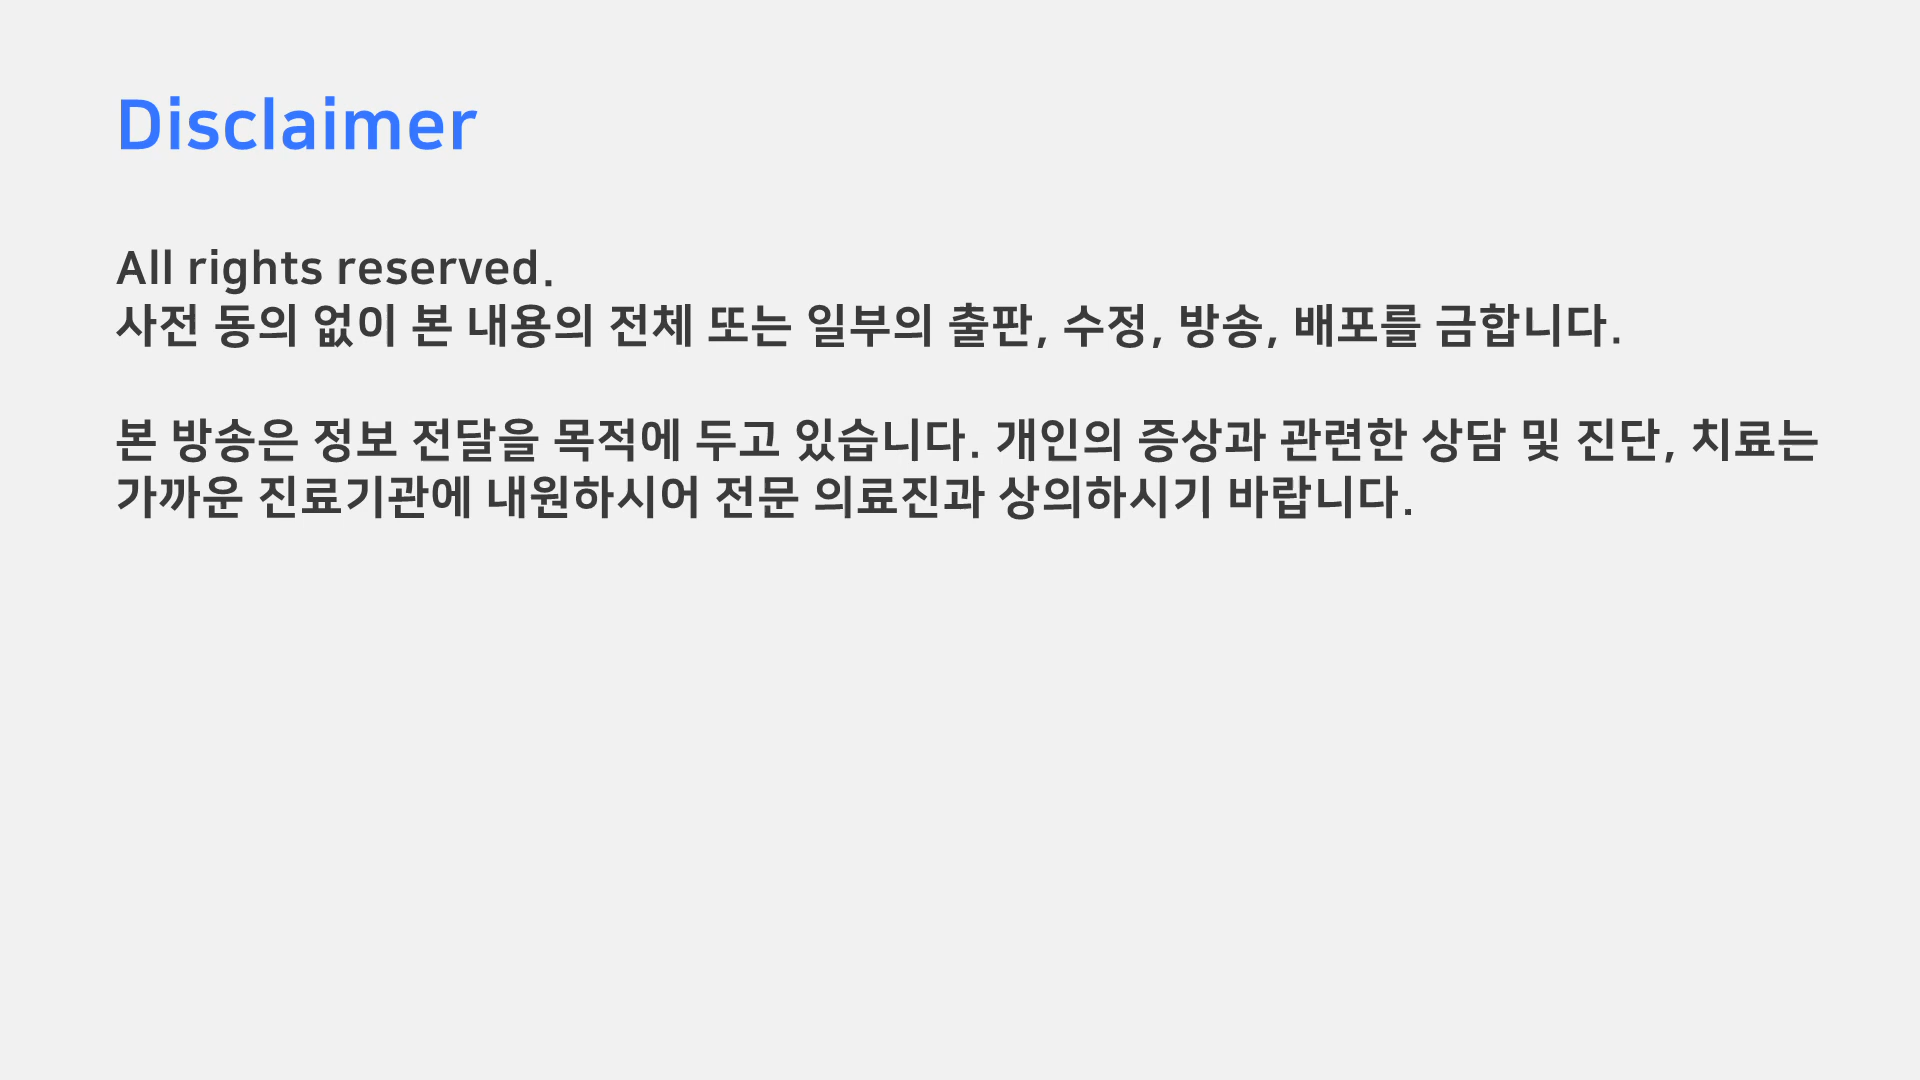 Disclaimer
All rights reserved.
사전 동의 없이 본 내용의 전체 또는 일부의 출판, 수정, 방송, 배포를 금합니다.
본 방송은 정보 전달을 목적에 두고 있습니다. 개인의 증상과 관련한 상담 및 진단, 치료는
가까운 진료기관에 내원하시어 전문 의료진과 상의하시기 바랍니다.